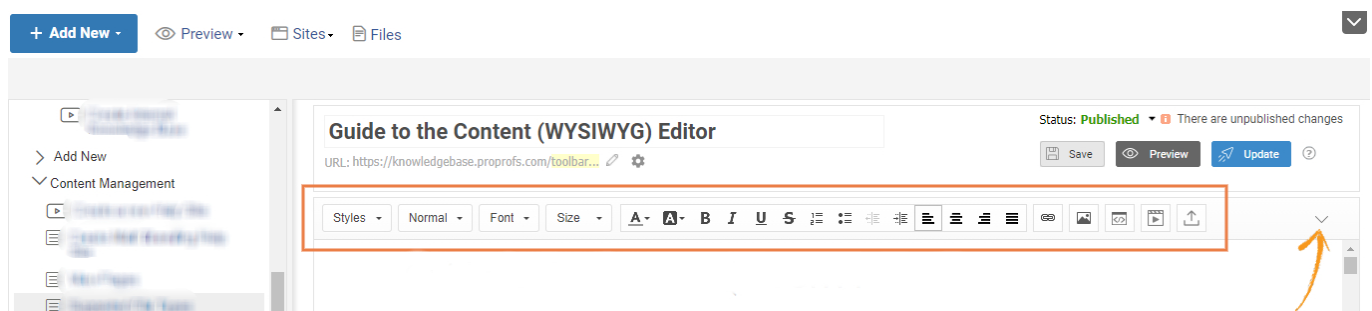 + Add New
Preview
Sites
Files
Add New
Content Management
Guide to the Content (WYSIWYG) Editor
URL: https://knowledgebase.proprofs.com/toolbar...
Status: Published There are unpublished changes
Save
Preview
Update
Styles
Normal
Font
Size
A
A
B
I
U
S